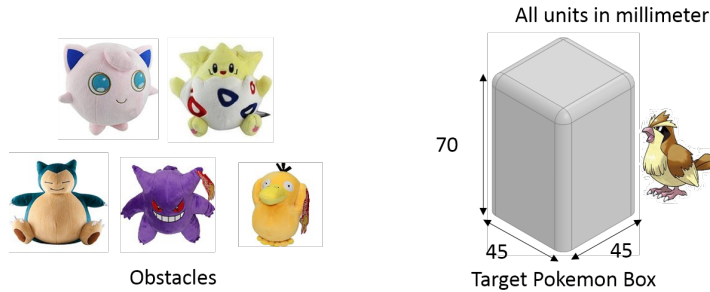 All units in millimeter
70
45
45
Obstacles
Target Pokemon Box